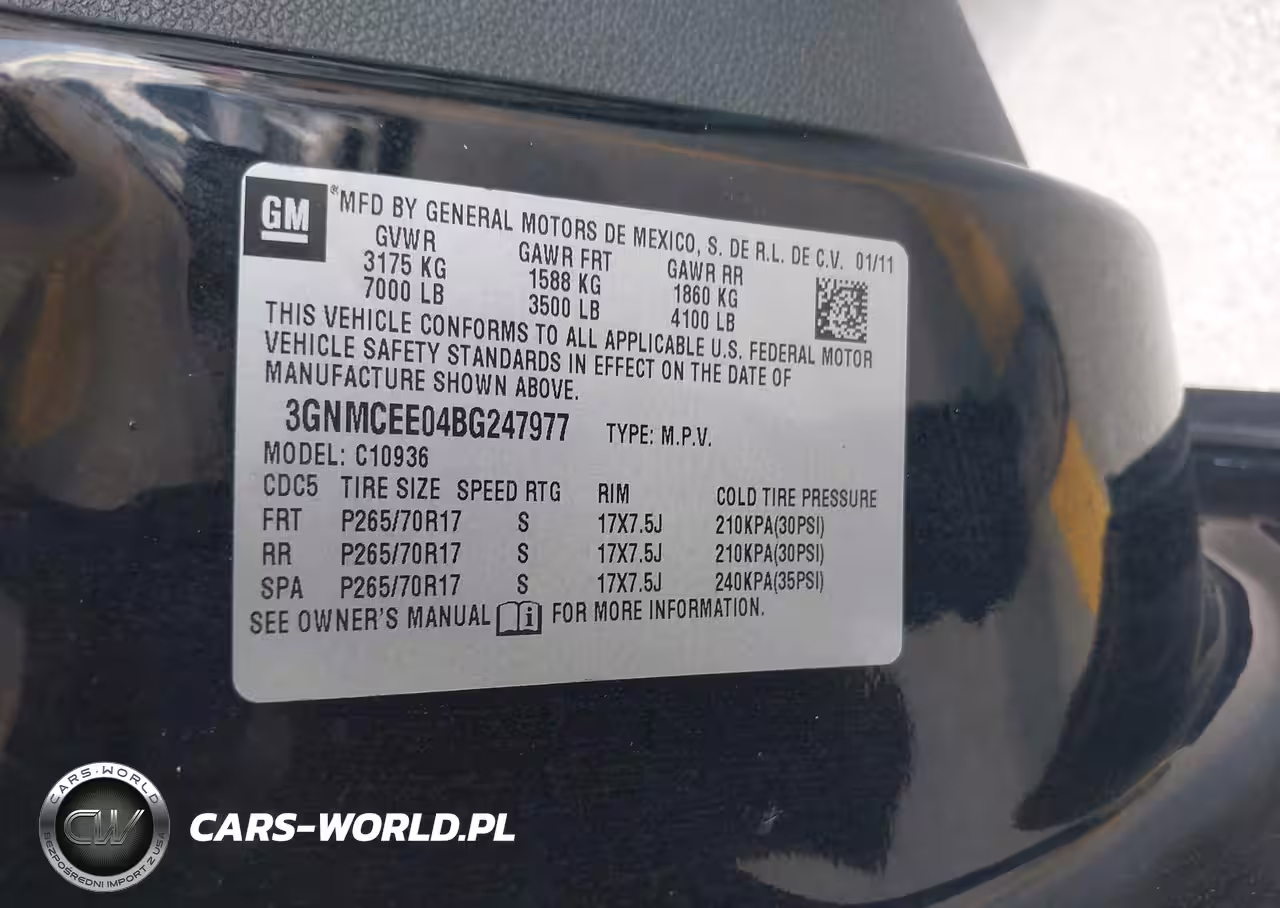 GM
®MFD BY GENERAL MOTORS DE MEXICO, S. DE R.L. DE C.V. 01/11
GVWR GAWR FRT GAWR RR
3175 KG 1588 KG 1860 KG
7000 LB 3500 LB 4100 LB
THIS VEHICLE CONFORMS TO ALL APPLICABLE U.S. FEDERAL MOTOR
VEHICLE SAFETY STANDARDS IN EFFECT ON THE DATE OF
MANUFACTURE SHOWN ABOVE.
3GNMCEE04BG247977 TYPE: M.P.V.
MODEL: C10936
CDC5 TIRE SIZE SPEED RTG RIM COLD TIRE PRESSURE
FRT P265/70R17 S 17X7.5J 210KPA(30PSI)
RR P265/70R17 S 17X7.5J 210KPA(30PSI)
SPA P265/70R17 S 17X7.5J 240KPA(35PSI)
SEE OWNER'S MANUAL i FOR MORE INFORMATION.
CARS-WORLD
CW
BEZPOŚREDNI IMPORT Z USA
CARS-WORLD.PL